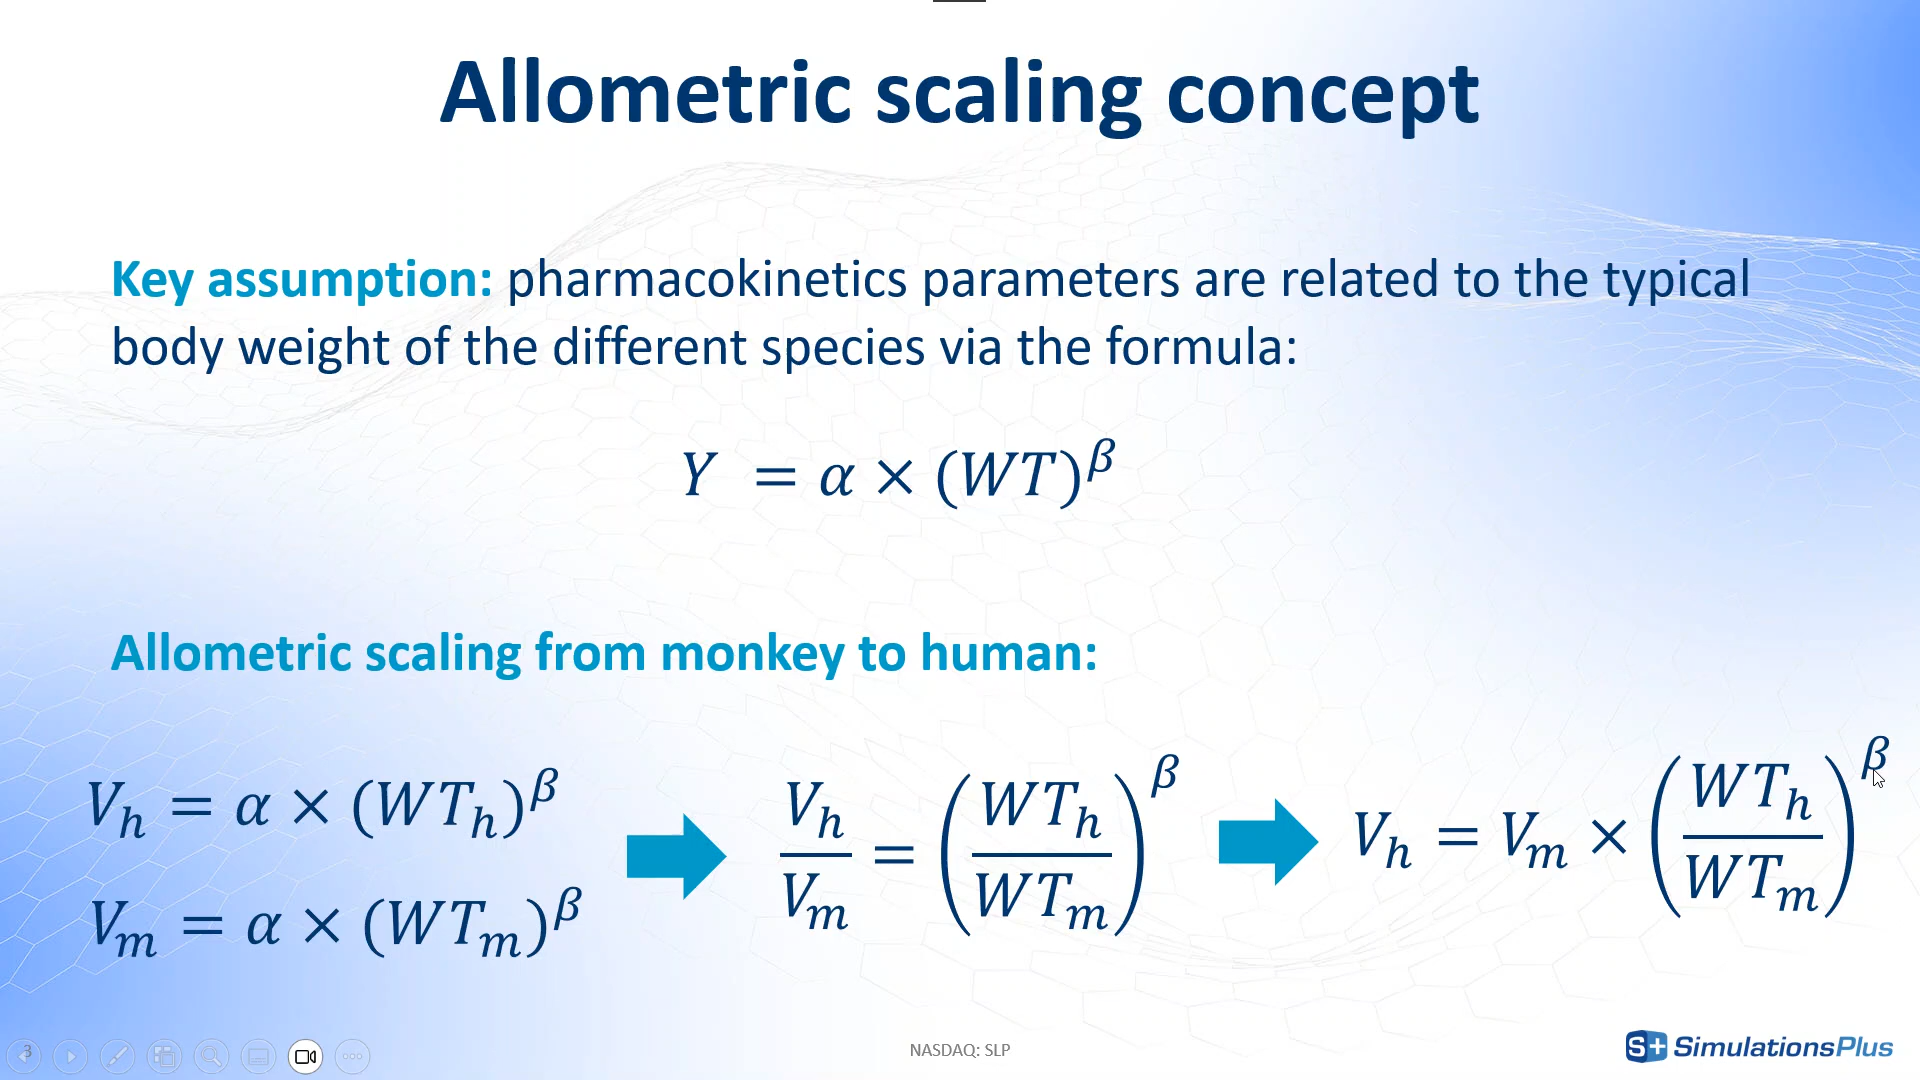 Allometric scaling concept
Key assumption: pharmacokinetics parameters are related to the typical
body weight of the different species via the formula:
Y = α × (WT)^β
Allometric scaling from monkey to human:
V_h = α × (WT_h)^β
V_m = α × (WT_m)^β
V_h / V_m = (WT_h / WT_m)^β
V_h = V_m × (WT_h / WT_m)^β
3
NASDAQ: SLP
S+ SimulationsPlus